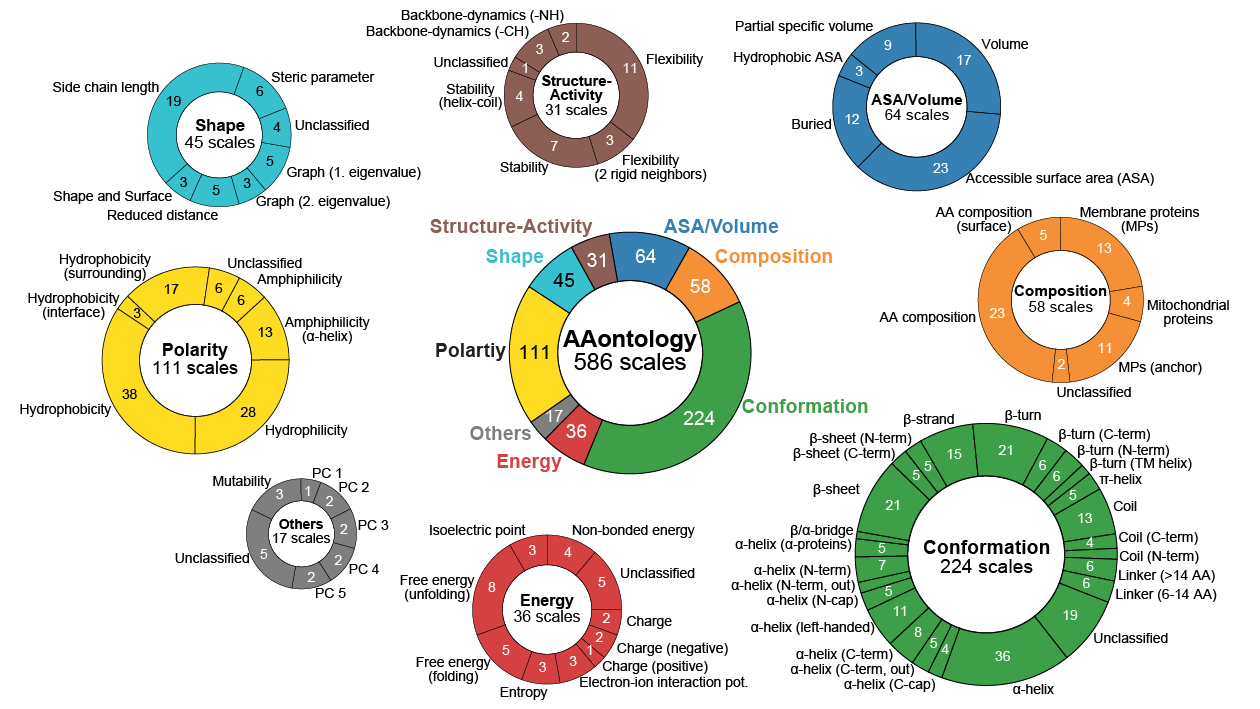 Backbone-dynamics (-NH)
Backbone-dynamics (-CH)
Unclassified
Stability
(helix-coil)
Stability
Flexibility
Flexibility
(2 rigid neighbors)
2
3
1
4
7
3
11
Structure-
Activity
31 scales
Side chain length
Steric parameter
Unclassified
Graph (1. eigenvalue)
Graph (2. eigenvalue)
Reduced distance
Shape and Surface
19
6
4
5
3
5
3
Shape
45 scales
Partial specific volume
Hydrophobic ASA
Buried
Volume
Accessible surface area (ASA)
9
17
3
12
23
ASA/Volume
64 scales
Structure-Activity
ASA/Volume
Shape
Composition
Polartiy
Conformation
Others
Energy
31
64
45
58
111
224
17
36
AAontology
586 scales
AA composition
(surface)
Membrane proteins
(MPs)
Mitochondrial
proteins
AA composition
MPs (anchor)
Unclassified
5
13
4
23
11
2
Composition
58 scales
Hydrophobicity
(surrounding)
Unclassified
Amphiphilicity
Hydrophobicity
(interface)
Amphiphilicity
(α-helix)
Hydrophobicity
Hydrophilicity
17
6
6
3
13
38
28
Polarity
111 scales
Mutability
PC 1
PC 2
PC 3
PC 4
PC 5
Unclassified
3
1
2
2
2
2
5
Others
17 scales
Isoelectric point
Non-bonded energy
Free energy
(unfolding)
Unclassified
Charge
Charge (negative)
Charge (positive)
Electron-ion interaction pot.
Free energy
(folding)
Entropy
3
4
8
5
2
2
1
3
3
5
Energy
36 scales
β-strand
β-turn
β-sheet (N-term)
β-sheet (C-term)
β-turn (C-term)
β-turn (N-term)
β-turn (TM helix)
π-helix
β-sheet
Coil
β/α-bridge
α-helix (α-proteins)
Coil (C-term)
Coil (N-term)
α-helix (N-term)
α-helix (N-term, out)
α-helix (N-cap)
Linker (>14 AA)
Linker (6-14 AA)
α-helix (left-handed)
Unclassified
α-helix (C-term)
α-helix (C-term, out)
α-helix (C-cap)
α-helix
15
21
5
5
6
6
5
21
13
4
5
7
6
6
5
11
19
8
5
4
36
Conformation
224 scales